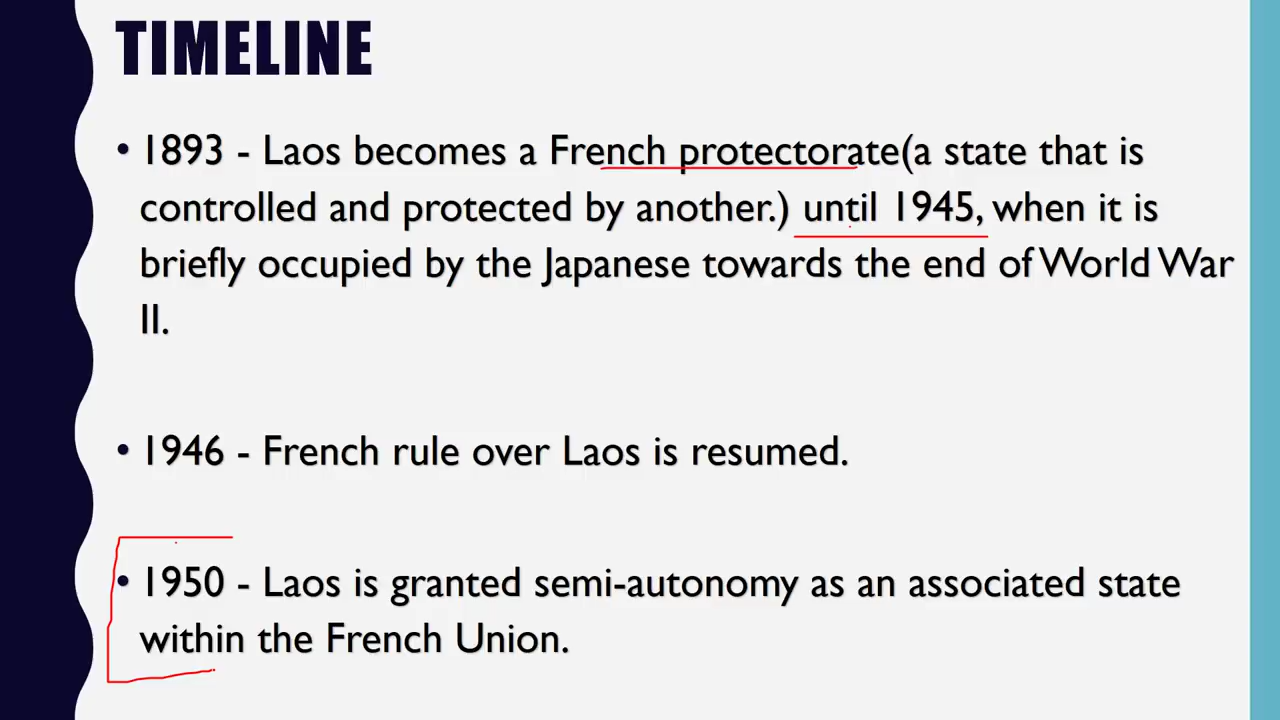 TIMELINE
• 1893 - Laos becomes a French protectorate(a state that is
controlled and protected by another.) until 1945, when it is
briefly occupied by the Japanese towards the end of World War
II.
• 1946 - French rule over Laos is resumed.
• 1950 - Laos is granted semi-autonomy as an associated state
within the French Union.